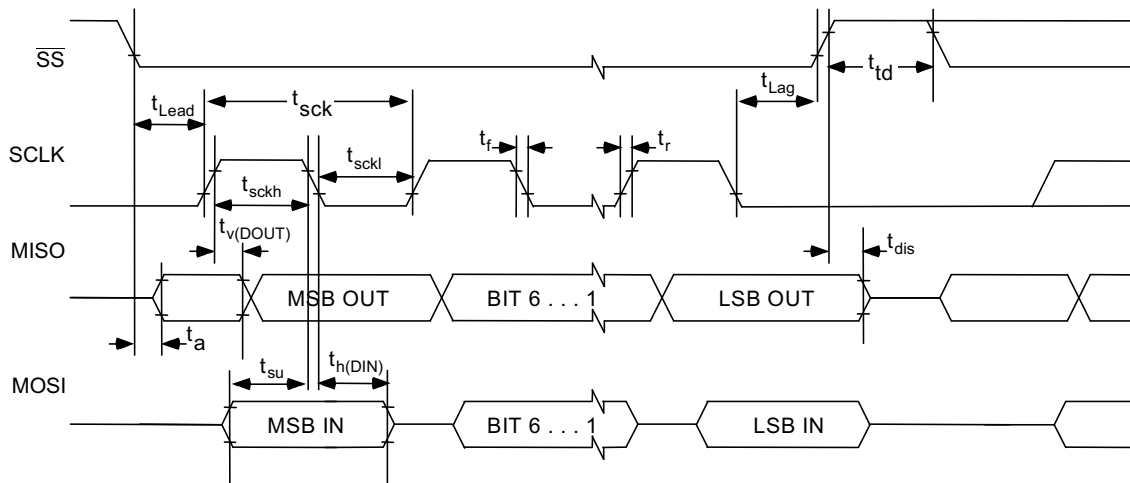 SS
t_td
t_Lag
t_Lead
t_sck
SCLK
t_f
t_r
t_sckl
t_sckh
t_v(DOUT)
MISO
t_dis
MSB OUT
BIT 6 . . . 1
LSB OUT
t_a
t_su
t_h(DIN)
MOSI
MSB IN
BIT 6 . . . 1
LSB IN